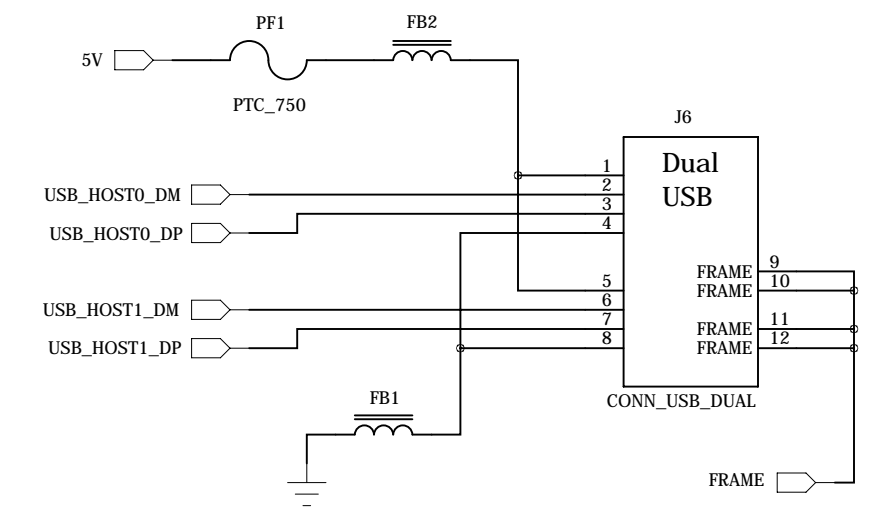 PF1
FB2
5V
PTC_750
J6
Dual
USB
1
USB_HOST0_DM
2
3
USB_HOST0_DP
4
FRAME 9
FRAME 10
5
USB_HOST1_DM
6
7
FRAME 11
USB_HOST1_DP
8
FRAME 12
FB1
CONN_USB_DUAL
FRAME